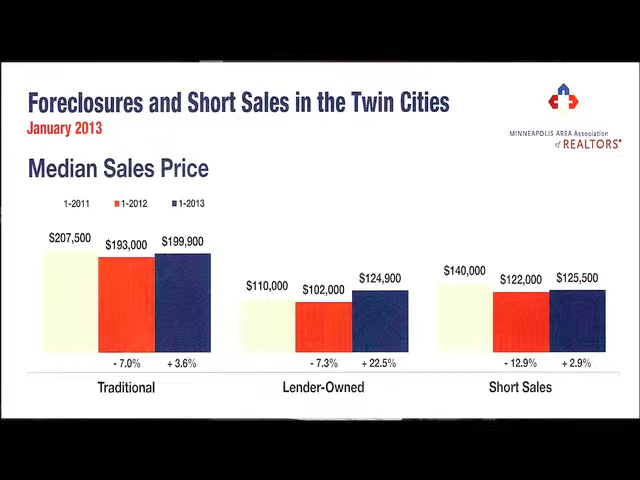 Foreclosures and Short Sales in the Twin Cities
January 2013
MINNEAPOLIS AREA Association
of REALTORS®
Median Sales Price
1-2011 1-2012 1-2013
$207,500 $193,000 $199,900
$110,000 $102,000 $124,900
$140,000 $122,000 $125,500
- 7.0% + 3.6% - 7.3% + 22.5% - 12.9% + 2.9%
Traditional Lender-Owned Short Sales